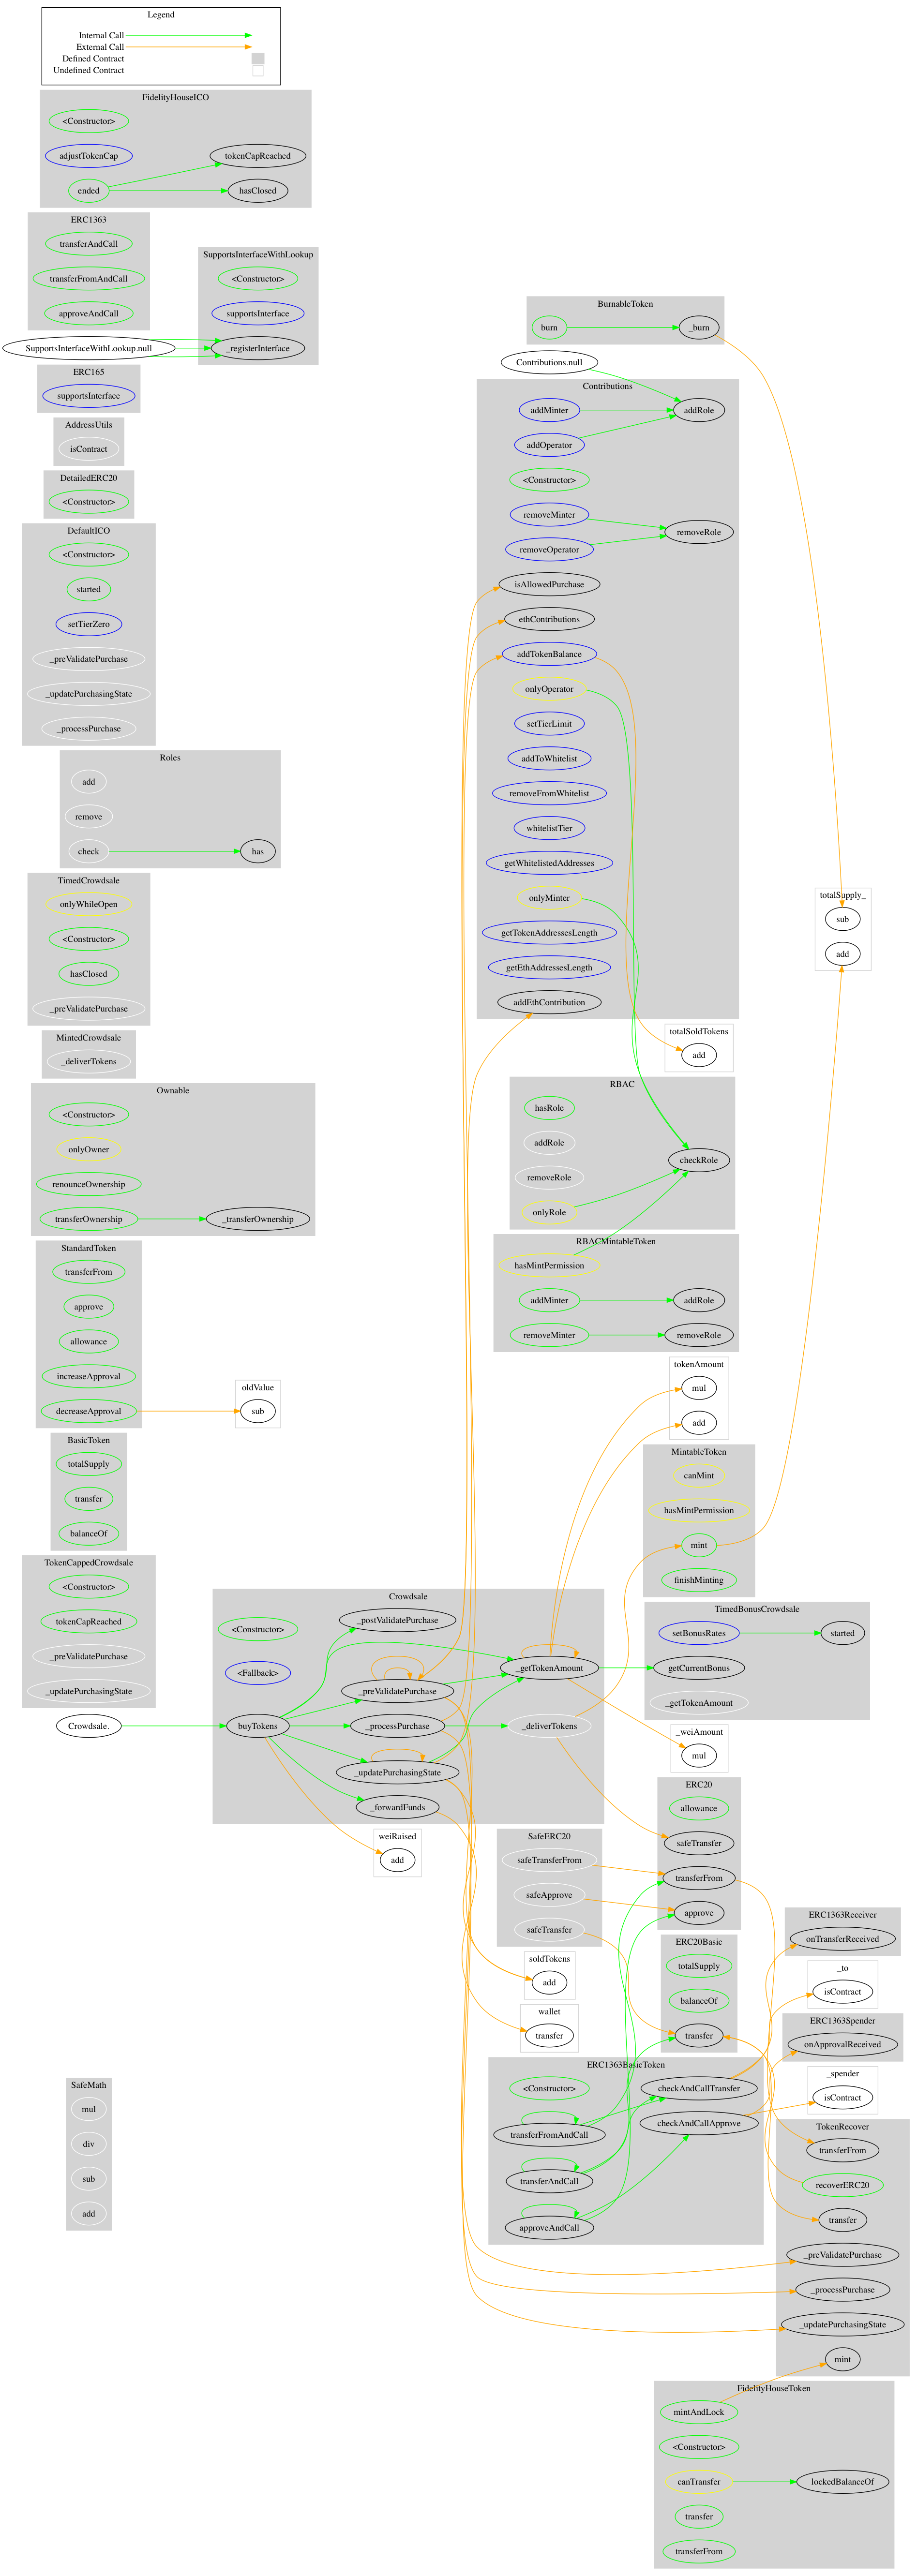 Legend
Internal Call
External Call
Defined Contract
Undefined Contract
FidelityHouseICO
<Constructor>
adjustTokenCap
tokenCapReached
ended
hasClosed
ERC1363
transferAndCall
transferFromAndCall
approveAndCall
SupportsInterfaceWithLookup
<Constructor>
supportsInterface
_registerInterface
SupportsInterfaceWithLookup.null
ERC165
supportsInterface
AddressUtils
isContract
DetailedERC20
<Constructor>
DefaultICO
<Constructor>
started
setTierZero
_preValidatePurchase
_updatePurchasingState
_processPurchase
Roles
add
remove
check
has
TimedCrowdsale
onlyWhileOpen
<Constructor>
hasClosed
_preValidatePurchase
MintedCrowdsale
_deliverTokens
Ownable
<Constructor>
onlyOwner
renounceOwnership
transferOwnership
_transferOwnership
StandardToken
transferFrom
approve
allowance
increaseApproval
decreaseApproval
oldValue
sub
BasicToken
totalSupply
transfer
balanceOf
TokenCappedCrowdsale
<Constructor>
tokenCapReached
_preValidatePurchase
_updatePurchasingState
Crowdsale.
Crowdsale
<Constructor>
<Fallback>
buyTokens
_postValidatePurchase
_preValidatePurchase
_processPurchase
_updatePurchasingState
_forwardFunds
_getTokenAmount
_deliverTokens
weiRaised
add
SafeMath
mul
div
sub
add
BurnableToken
burn
_burn
Contributions.null
Contributions
addMinter
addRole
addOperator
<Constructor>
removeMinter
removeRole
removeOperator
isAllowedPurchase
ethContributions
addTokenBalance
onlyOperator
setTierLimit
addToWhitelist
removeFromWhitelist
whitelistTier
getWhitelistedAddresses
onlyMinter
getTokenAddressesLength
getEthAddressesLength
addEthContribution
totalSupply_
sub
add
totalSoldTokens
add
RBAC
hasRole
addRole
removeRole
onlyRole
checkRole
RBACMintableToken
hasMintPermission
addMinter
addRole
removeMinter
removeRole
tokenAmount
mul
add
MintableToken
canMint
hasMintPermission
mint
finishMinting
TimedBonusCrowdsale
setBonusRates
started
getCurrentBonus
_getTokenAmount
_weiAmount
mul
ERC20
allowance
safeTransfer
transferFrom
approve
SafeERC20
safeTransferFrom
safeApprove
safeTransfer
ERC20Basic
totalSupply
balanceOf
transfer
soldTokens
add
wallet
transfer
ERC1363BasicToken
<Constructor>
transferFromAndCall
transferAndCall
approveAndCall
checkAndCallTransfer
checkAndCallApprove
ERC1363Receiver
onTransferReceived
_to
isContract
ERC1363Spender
onApprovalReceived
_spender
isContract
TokenRecover
transferFrom
recoverERC20
transfer
_preValidatePurchase
_processPurchase
_updatePurchasingState
mint
FidelityHouseToken
mintAndLock
<Constructor>
canTransfer
lockedBalanceOf
transfer
transferFrom